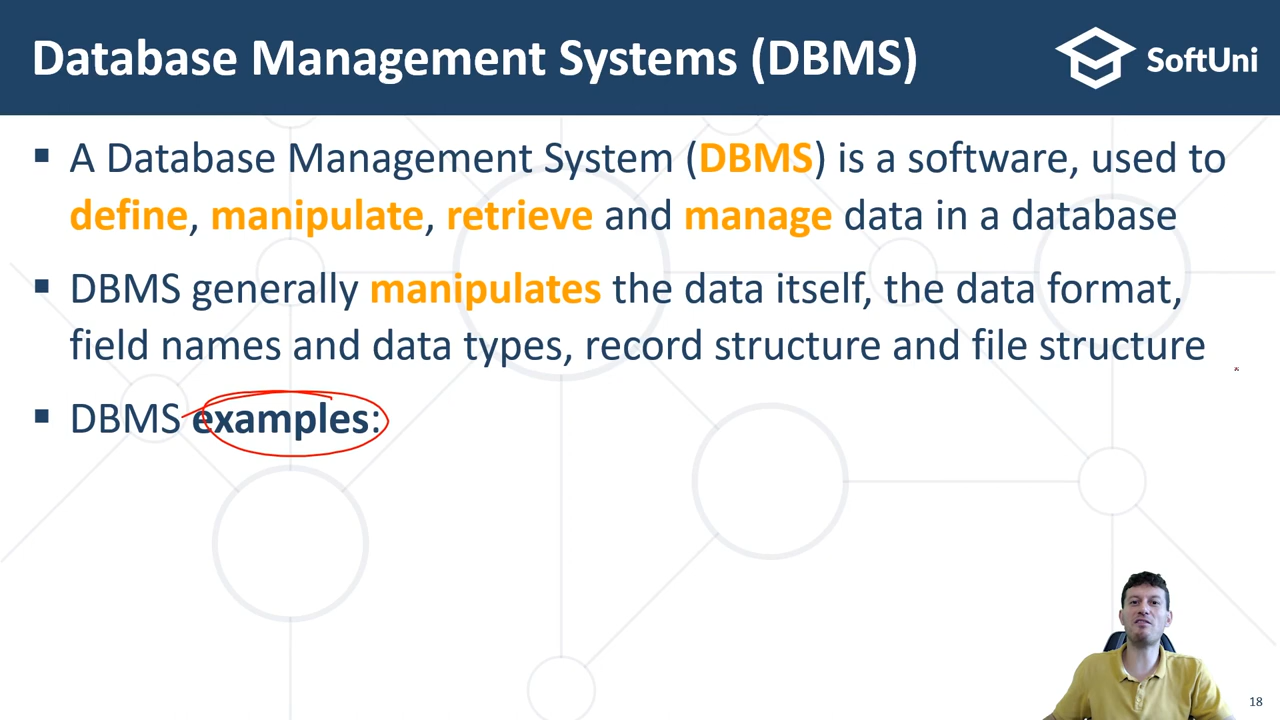 Database Management Systems (DBMS)
SoftUni
▪ A Database Management System (DBMS) is a software, used to
define, manipulate, retrieve and manage data in a database
▪ DBMS generally manipulates the data itself, the data format,
field names and data types, record structure and file structure
▪ DBMS examples:
18